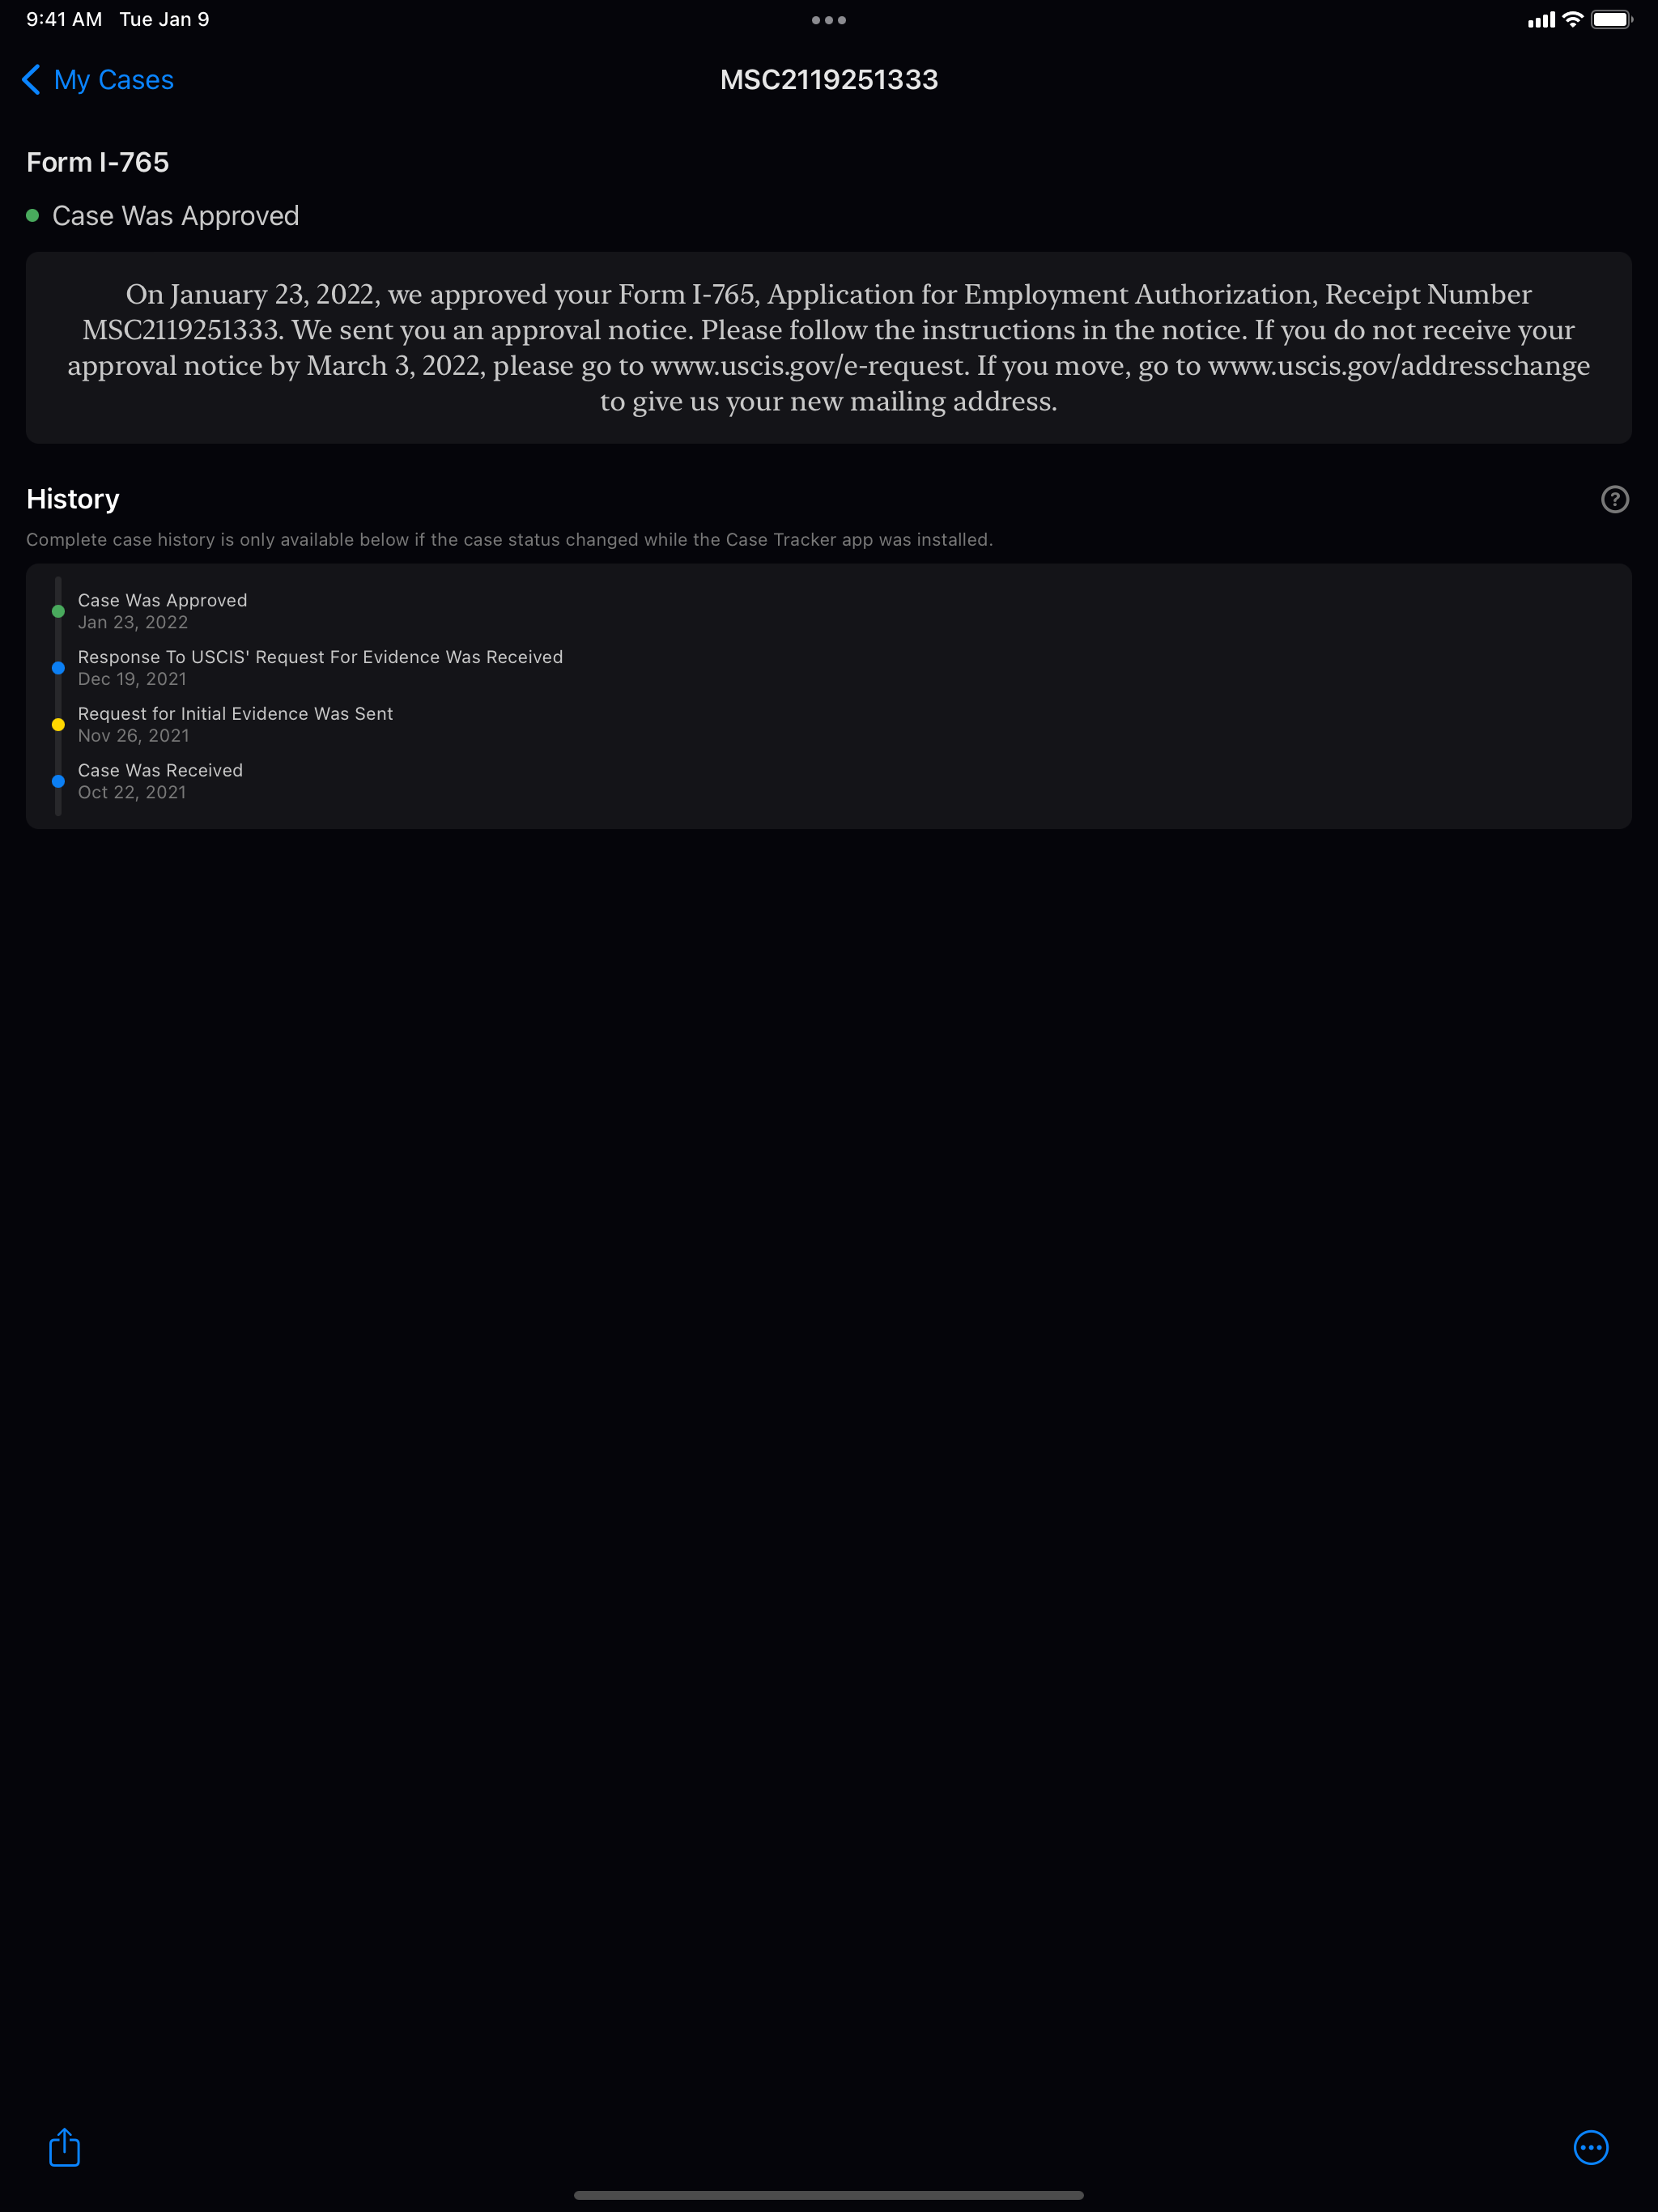 9:41 AM Tue Jan 9
My Cases
MSC2119251333
Form I-765
Case Was Approved
On January 23, 2022, we approved your Form I-765, Application for Employment Authorization, Receipt Number
MSC2119251333. We sent you an approval notice. Please follow the instructions in the notice. If you do not receive your
approval notice by March 3, 2022, please go to www.uscis.gov/e-request. If you move, go to www.uscis.gov/addresschange
to give us your new mailing address.
History
?
Complete case history is only available below if the case status changed while the Case Tracker app was installed.
Case Was Approved
Jan 23, 2022
Response To USCIS' Request For Evidence Was Received
Dec 19, 2021
Request for Initial Evidence Was Sent
Nov 26, 2021
Case Was Received
Oct 22, 2021